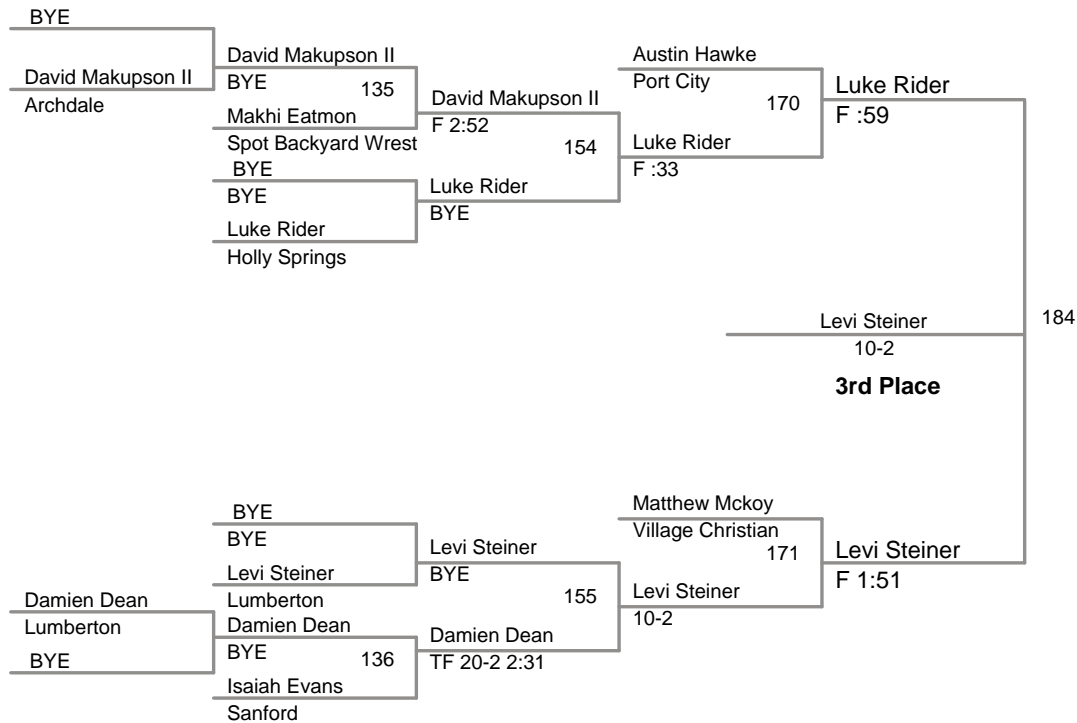 BYE
David Makupson II
Archdale
David Makupson II
BYE
135
Makhi Eatmon
Spot Backyard Wrest
BYE
BYE
Luke Rider
Holly Springs
David Makupson II
F 2:52
154
Luke Rider
BYE
Austin Hawke
Port City
170
Luke Rider
F :33
Luke Rider
F :59
184
Levi Steiner
10-2
3rd Place
BYE
BYE
Levi Steiner
Lumberton
Damien Dean
Lumberton
BYE
Damien Dean
BYE
136
Isaiah Evans
Sanford
Levi Steiner
BYE
155
Damien Dean
TF 20-2 2:31
Matthew Mckoy
Village Christian
171
Levi Steiner
10-2
Levi Steiner
F 1:51